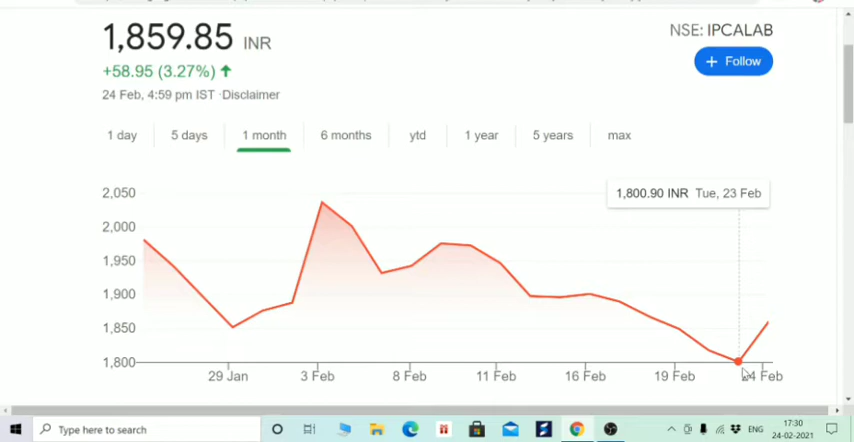 1,859.85 INR
NSE: IPCALAB
+58.95 (3.27%) ↑
+ Follow
24 Feb, 4:59 pm IST · Disclaimer
1 day 5 days 1 month 6 months ytd 1 year 5 years max
1,800.90 INR Tue, 23 Feb
2,050
2,000
1,950
1,900
1,850
1,800
29 Jan 3 Feb 8 Feb 11 Feb 16 Feb 19 Feb Feb
Type here to search
ENG
17:30
24-02-2021